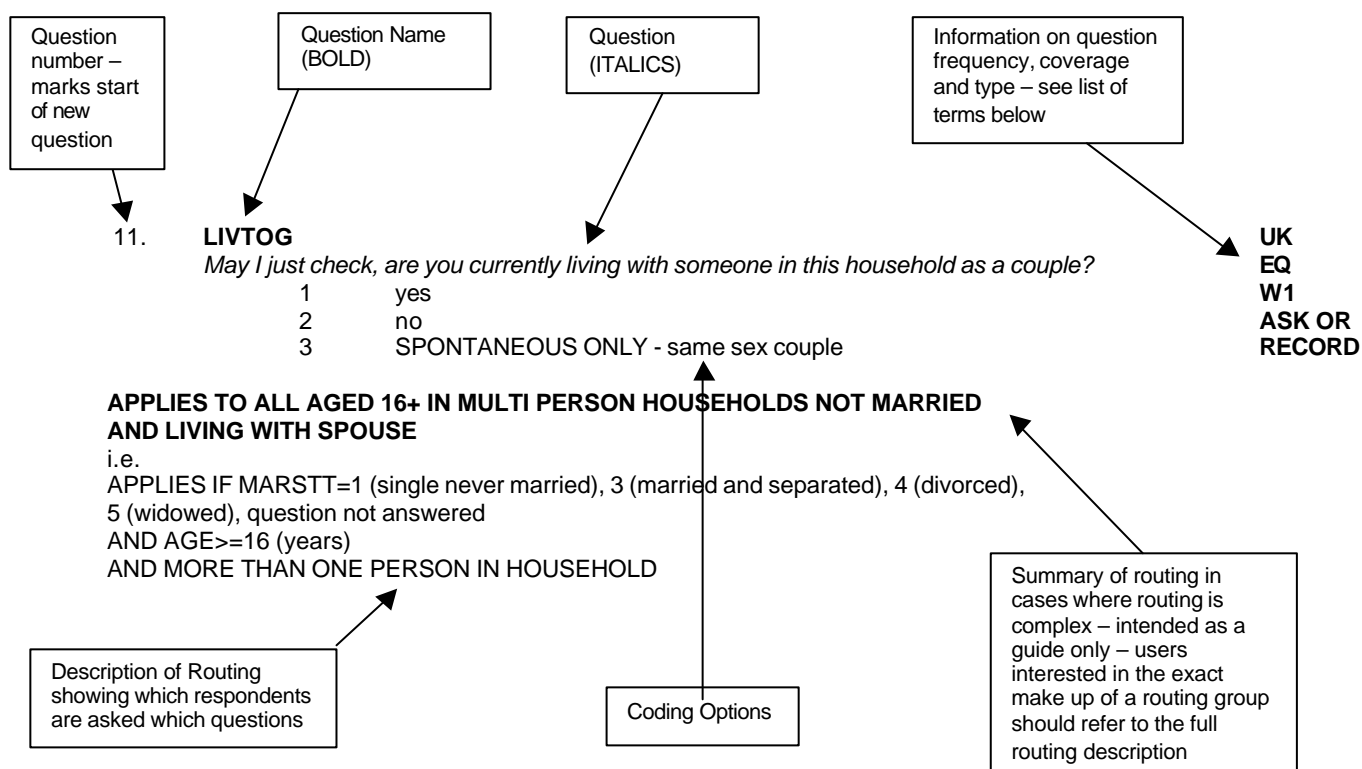 Question
number –
marks start
of new
question
Question Name
(BOLD)
Question
(ITALICS)
Information on question
frequency, coverage
and type – see list of
terms below
11. LIVTOG
May I just check, are you currently living with someone in this household as a couple?
1 yes
2 no
3 SPONTANEOUS ONLY - same sex couple
UK
EQ
W1
ASK OR
RECORD
APPLIES TO ALL AGED 16+ IN MULTI PERSON HOUSEHOLDS NOT MARRIED
AND LIVING WITH SPOUSE
i.e.
APPLIES IF MARSTT=1 (single never married), 3 (married and separated), 4 (divorced),
5 (widowed), question not answered
AND AGE>=16 (years)
AND MORE THAN ONE PERSON IN HOUSEHOLD
Description of Routing
showing which respondents
are asked which questions
Coding Options
Summary of routing in
cases where routing is
complex – intended as a
guide only – users
interested in the exact
make up of a routing group
should refer to the full
routing description